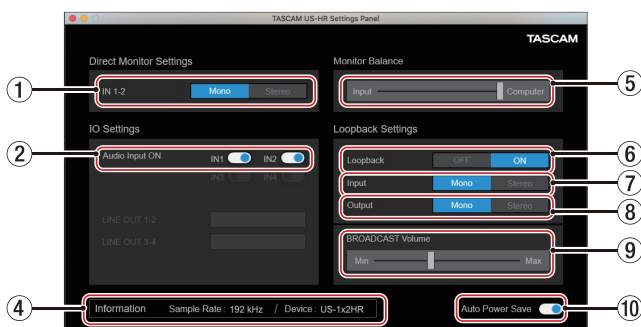 TASCAM US-HR Settings Panel
TASCAM
Direct Monitor Settings
Monitor Balance
1
IN 1-2
Mono
Stereo
Input
Computer
5
IO Settings
Loopback Settings
2
Audio Input ON
IN1
IN2
IN3
IN4
Loopback
OFF
ON
6
Input
Mono
Stereo
7
Output
Mono
Stereo
8
LINE OUT 1-2
LINE OUT 3-4
BROADCAST Volume
Min
Max
9
4
Information Sample Rate : 192 kHz / Device : US-1x2HR
Auto Power Save
10